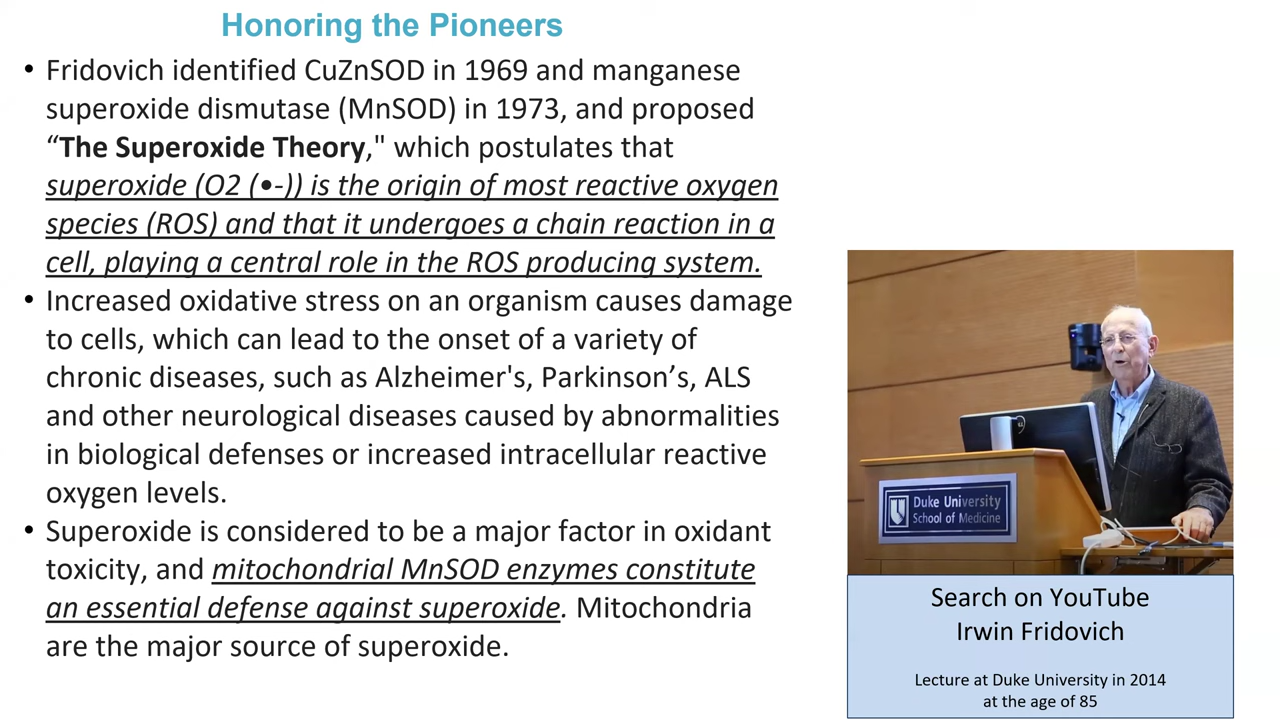 Honoring the Pioneers
• Fridovich identified CuZnSOD in 1969 and manganese
superoxide dismutase (MnSOD) in 1973, and proposed
“The Superoxide Theory," which postulates that
superoxide (O2 (•-)) is the origin of most reactive oxygen
species (ROS) and that it undergoes a chain reaction in a
cell, playing a central role in the ROS producing system.
• Increased oxidative stress on an organism causes damage
to cells, which can lead to the onset of a variety of
chronic diseases, such as Alzheimer's, Parkinson’s, ALS
and other neurological diseases caused by abnormalities
in biological defenses or increased intracellular reactive
oxygen levels.
• Superoxide is considered to be a major factor in oxidant
toxicity, and mitochondrial MnSOD enzymes constitute
an essential defense against superoxide. Mitochondria
are the major source of superoxide.
Duke University
School of Medicine
Search on YouTube
Irwin Fridovich
Lecture at Duke University in 2014
at the age of 85